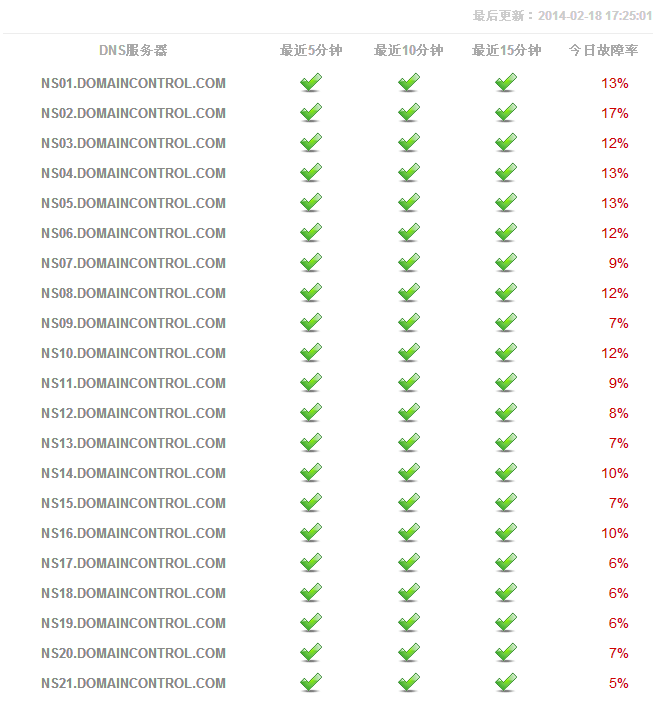 最后更新：2014-02-18 17:25:01
DNS服务器 最近5分钟 最近10分钟 最近15分钟 今日故障率
NS01.DOMAINCONTROL.COM 13%
NS02.DOMAINCONTROL.COM 17%
NS03.DOMAINCONTROL.COM 12%
NS04.DOMAINCONTROL.COM 13%
NS05.DOMAINCONTROL.COM 13%
NS06.DOMAINCONTROL.COM 12%
NS07.DOMAINCONTROL.COM 9%
NS08.DOMAINCONTROL.COM 12%
NS09.DOMAINCONTROL.COM 7%
NS10.DOMAINCONTROL.COM 12%
NS11.DOMAINCONTROL.COM 9%
NS12.DOMAINCONTROL.COM 8%
NS13.DOMAINCONTROL.COM 7%
NS14.DOMAINCONTROL.COM 10%
NS15.DOMAINCONTROL.COM 7%
NS16.DOMAINCONTROL.COM 10%
NS17.DOMAINCONTROL.COM 6%
NS18.DOMAINCONTROL.COM 6%
NS19.DOMAINCONTROL.COM 6%
NS20.DOMAINCONTROL.COM 7%
NS21.DOMAINCONTROL.COM 5%